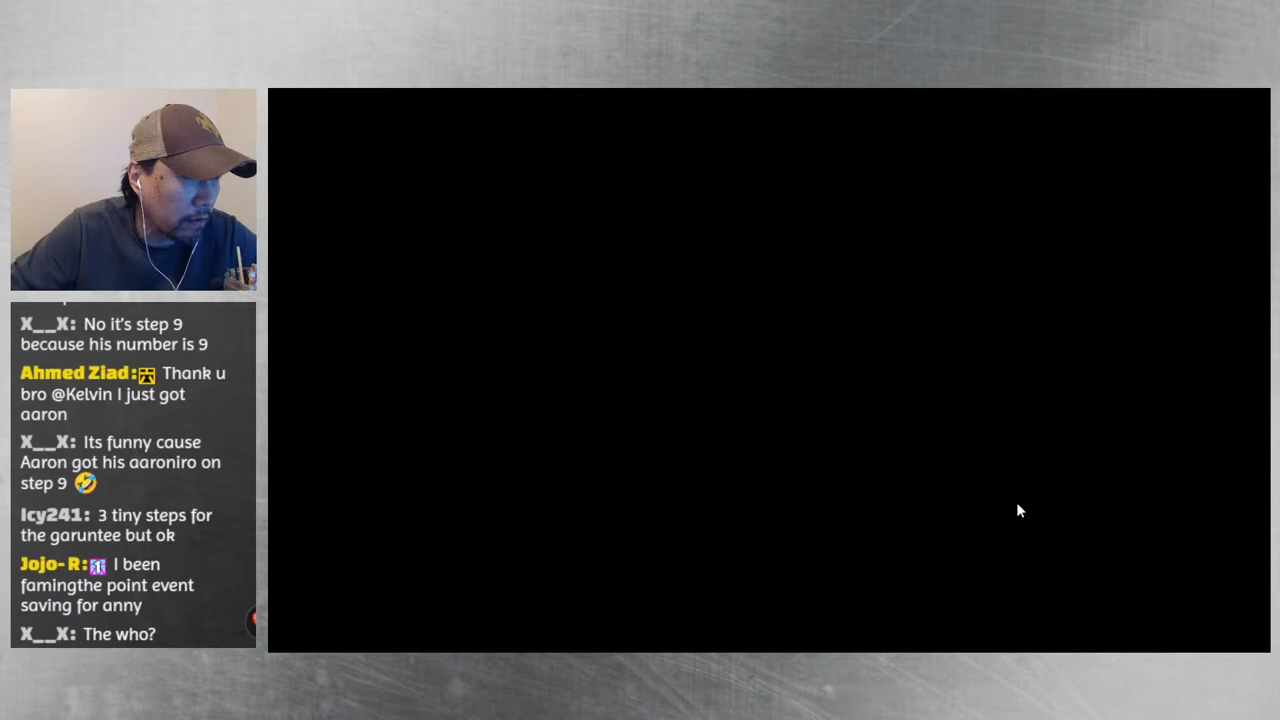 X__X: No it's step 9
because his number is 9
Ahmed Ziad: Thank u
bro @Kelvin I just got
aaron
X__X: Its funny cause
Aaron got his aaroniro on
step 9 🤣
Icy241: 3 tiny steps for
the garuntee but ok
Jojo-R: I been
famingthe point event
saving for anny
X__X: The who?